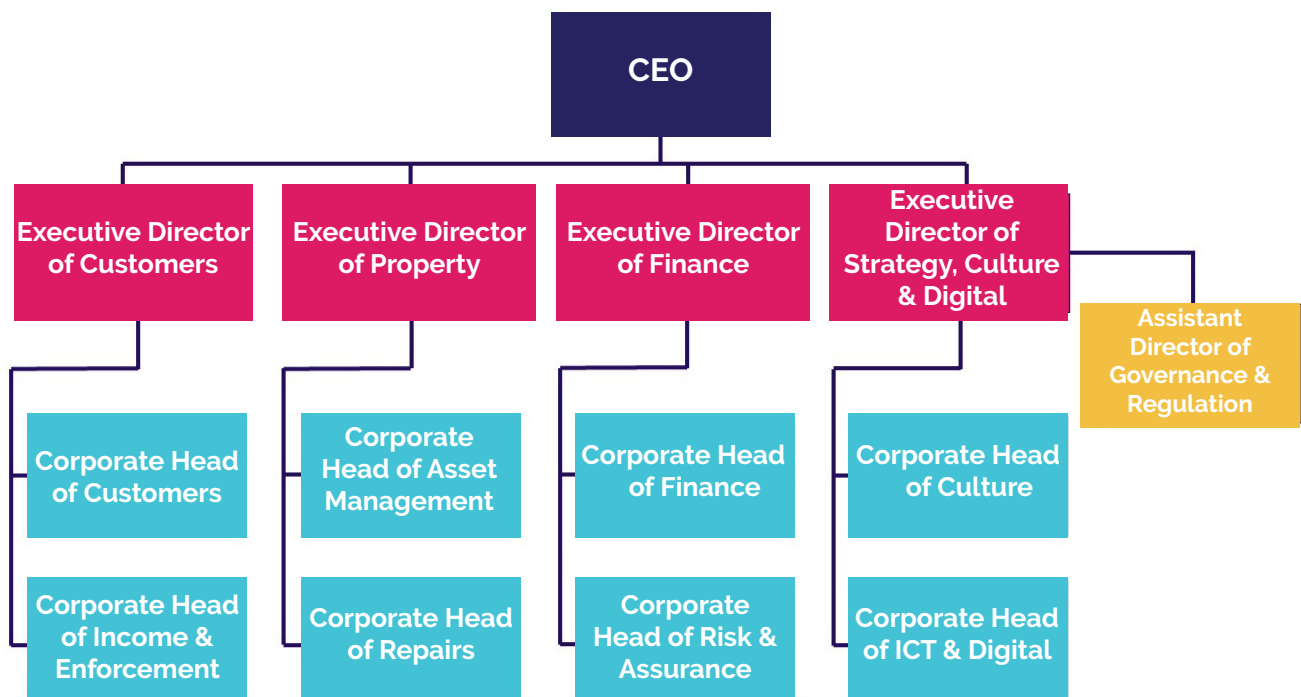 CEO
Executive Director
of Customers
Executive Director
of Property
Executive Director
of Finance
Executive
Director of
Strategy, Culture
& Digital
Assistant
Director of
Governance &
Regulation
Corporate Head
of Customers
Corporate
Head of Asset
Management
Corporate Head
of Finance
Corporate Head
of Culture
Corporate Head
of Income &
Enforcement
Corporate Head
of Repairs
Corporate
Head of Risk &
Assurance
Corporate Head
of ICT & Digital